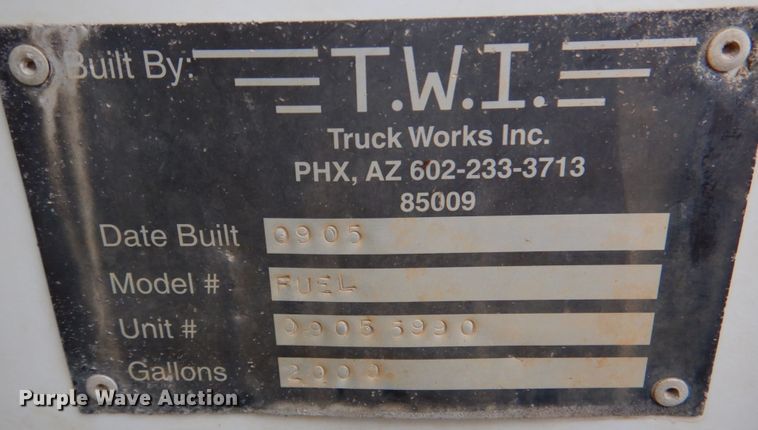 Built By: T.W.I.
Truck Works Inc.
PHX, AZ 602-233-3713
85009
Date Built 0905
Model # FUEL
Unit # 09055990
Gallons 2000
Purple Wave Auction